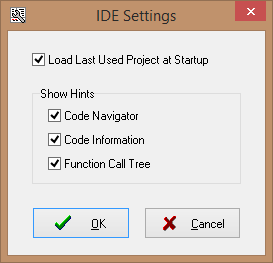 IDE Settings
Load Last Used Project at Startup
Show Hints
Code Navigator
Code Information
Function Call Tree
OK
Cancel